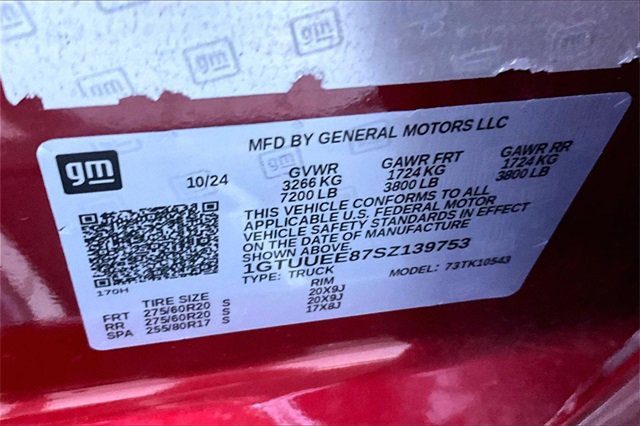 gm
gm
gm
MFD BY GENERAL MOTORS LLC
gm
10/24
GVWR GAWR FRT GAWR RR
3266 KG 1724 KG 1724 KG
7200 LB 3800 LB 3800 LB
THIS VEHICLE CONFORMS TO ALL
APPLICABLE U.S. FEDERAL MOTOR
VEHICLE SAFETY STANDARDS IN EFFECT
ON THE DATE OF MANUFACTURE
SHOWN ABOVE.
1GTUUEE87SZ139753
TYPE: TRUCK MODEL: 73TK10543
170H
TIRE SIZE RIM
FRT 275/60R20 S 20X9J
RR 275/60R20 S 20X9J
SPA 255/80R17 S 17X8J